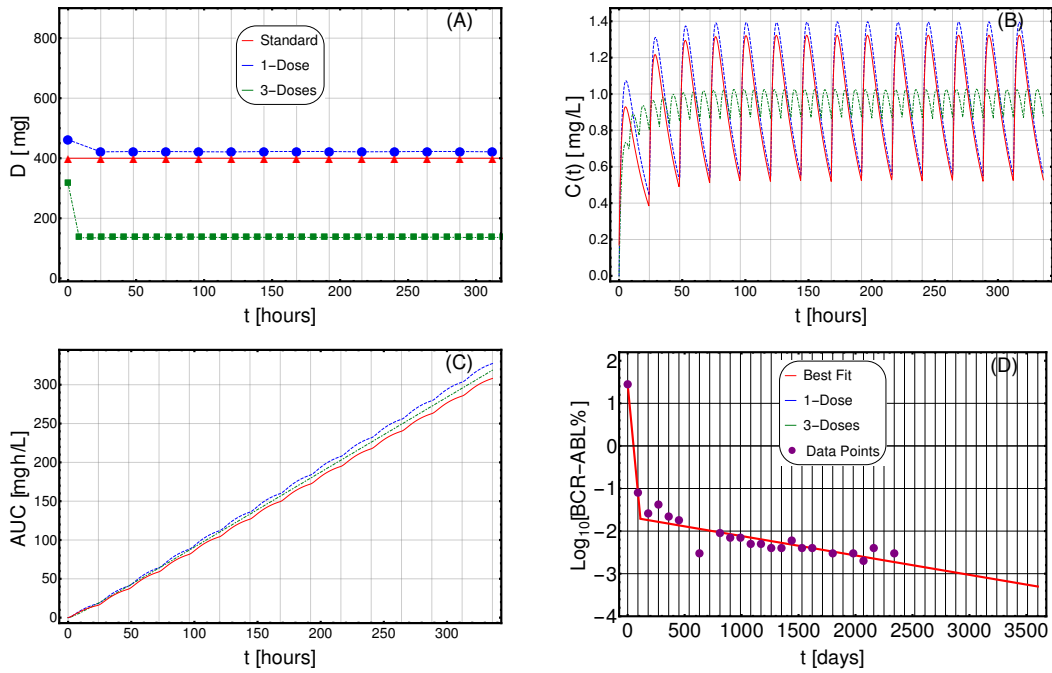 (A)
Standard
1-Dose
3-Doses
800
600
400
200
0
D [mg]
0 50 100 150 200 250 300
t [hours]
(B)
1.4
1.2
1.0
0.8
0.6
0.4
0.2
0.0
C(t) [mg/L]
0 50 100 150 200 250 300
t [hours]
(C)
300
250
200
150
100
50
0
AUC [mgh/L]
0 50 100 150 200 250 300
t [hours]
(D)
Best Fit
1-Dose
3-Doses
Data Points
2
1
0
-1
-2
-3
-4
Log₁₀[BCR-ABL%]
0 500 1000 1500 2000 2500 3000 3500
t [days]